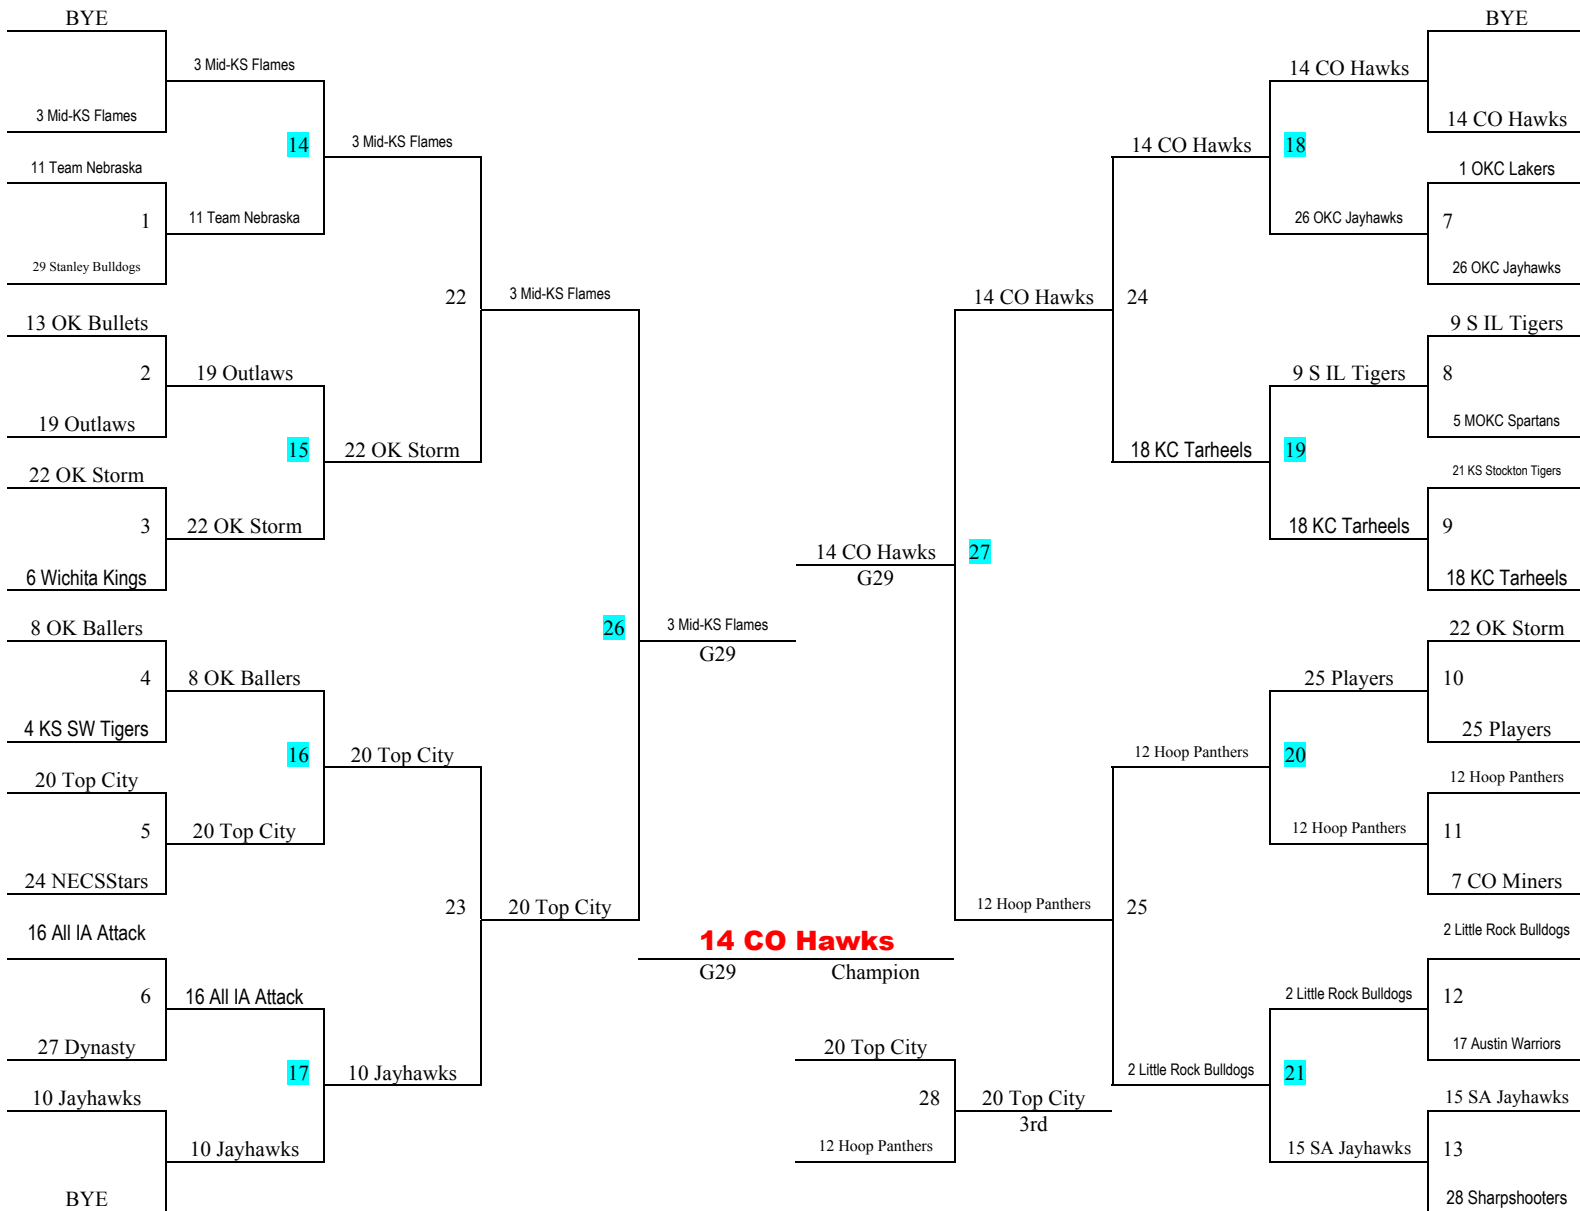 BYE
BYE
3 Mid-KS Flames
14 CO Hawks
3 Mid-KS Flames
14 CO Hawks
14
3 Mid-KS Flames
14 CO Hawks
18
11 Team Nebraska
1 OKC Lakers
1
11 Team Nebraska
26 OKC Jayhawks
7
29 Stanley Bulldogs
26 OKC Jayhawks
22
3 Mid-KS Flames
14 CO Hawks
24
13 OK Bullets
9 S IL Tigers
2
19 Outlaws
9 S IL Tigers
8
19 Outlaws
5 MOKC Spartans
15
22 OK Storm
18 KC Tarheels
19
22 OK Storm
21 KS Stockton Tigers
3
22 OK Storm
18 KC Tarheels
9
14 CO Hawks
27
G29
6 Wichita Kings
18 KC Tarheels
26
3 Mid-KS Flames
G29
8 OK Ballers
22 OK Storm
4
8 OK Ballers
25 Players
10
4 KS SW Tigers
25 Players
16
20 Top City
12 Hoop Panthers
20
20 Top City
12 Hoop Panthers
5
20 Top City
12 Hoop Panthers
11
24 NECSStars
7 CO Miners
23
20 Top City
12 Hoop Panthers
25
16 All IA Attack
2 Little Rock Bulldogs
14 CO Hawks
G29
Champion
6
16 All IA Attack
2 Little Rock Bulldogs
12
27 Dynasty
20 Top City
17 Austin Warriors
17
10 Jayhawks
2 Little Rock Bulldogs
21
10 Jayhawks
28
20 Top City
3rd
15 SA Jayhawks
10 Jayhawks
12 Hoop Panthers
15 SA Jayhawks
13
BYE
28 Sharpshooters